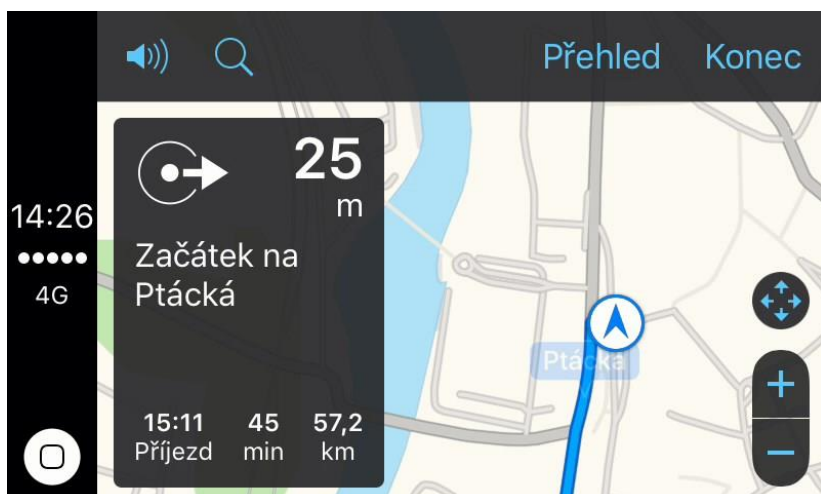 Přehled Konec
14:26
4G
25
m
Začátek na
Ptácká
Ptácká
15:11 45 57,2
Příjezd min km